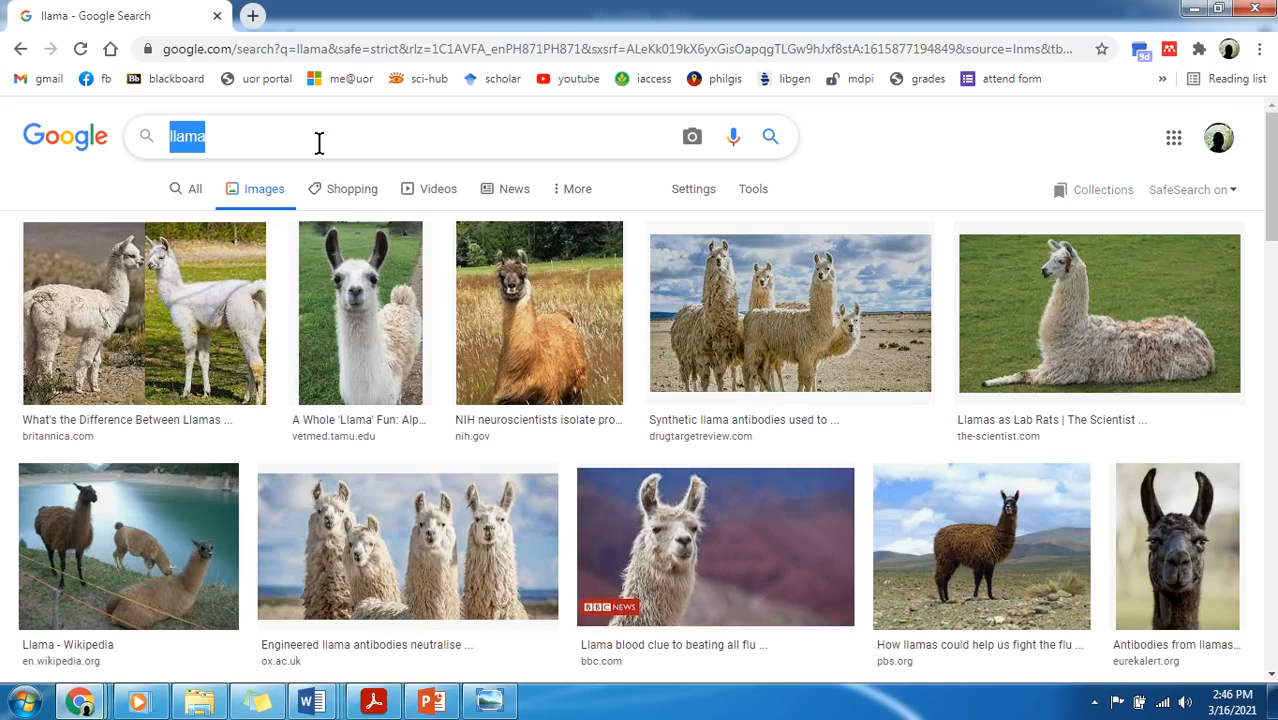 llama - Google Search
google.com/search?q=llama&safe=strict&rlz=1C1AVFA_enPH871PH871&sxsrf=ALeKk019kX6yxGisOapqgTLGw9hJxf8stA:1615877194849&source=lnms&tb...
9d
gmail fb Bb blackboard uor portal me@uor sci-hub scholar youtube iaccess philgis libgen mdpi grades attend form » Reading list
Google llama
All Images Shopping Videos News More Settings Tools Collections SafeSearch on
What's the Difference Between Llamas ...
britannica.com
A Whole 'Llama' Fun: Alp...
vetmed.tamu.edu
NIH neuroscientists isolate pro...
nih.gov
Synthetic llama antibodies used to ...
drugtargetreview.com
Llamas as Lab Rats | The Scientist ...
the-scientist.com
BBC NEWS
Llama - Wikipedia
en.wikipedia.org
Engineered llama antibodies neutralise ...
ox.ac.uk
Llama blood clue to beating all flu ...
bbc.com
How llamas could help us fight the flu ...
pbs.org
Antibodies from llamas...
eurekalert.org
2:46 PM
3/16/2021